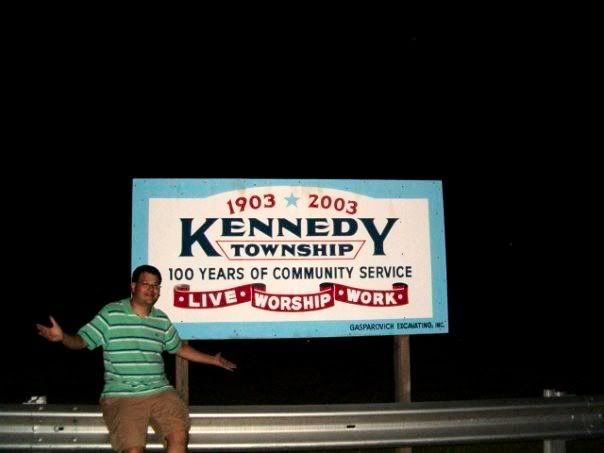 1903 ★ 2003
KENNEDY
TOWNSHIP
100 YEARS OF COMMUNITY SERVICE
• LIVE • WORSHIP • WORK •
GASPAROVICH EXCAVATING, INC.